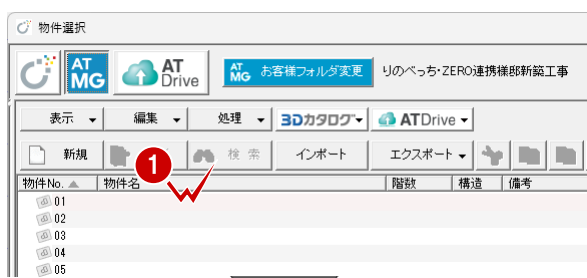 物件選択
AT MG AT Drive AT MG お客様フォルダ変更 りのべっち・ZERO連携様邸新築工事
表示 編集 処理 3Dカタログ ATDrive
新規 1 検索 インポート エクスポート
物件No. 物件名 階数 構造 備考
01
02
03
04
05